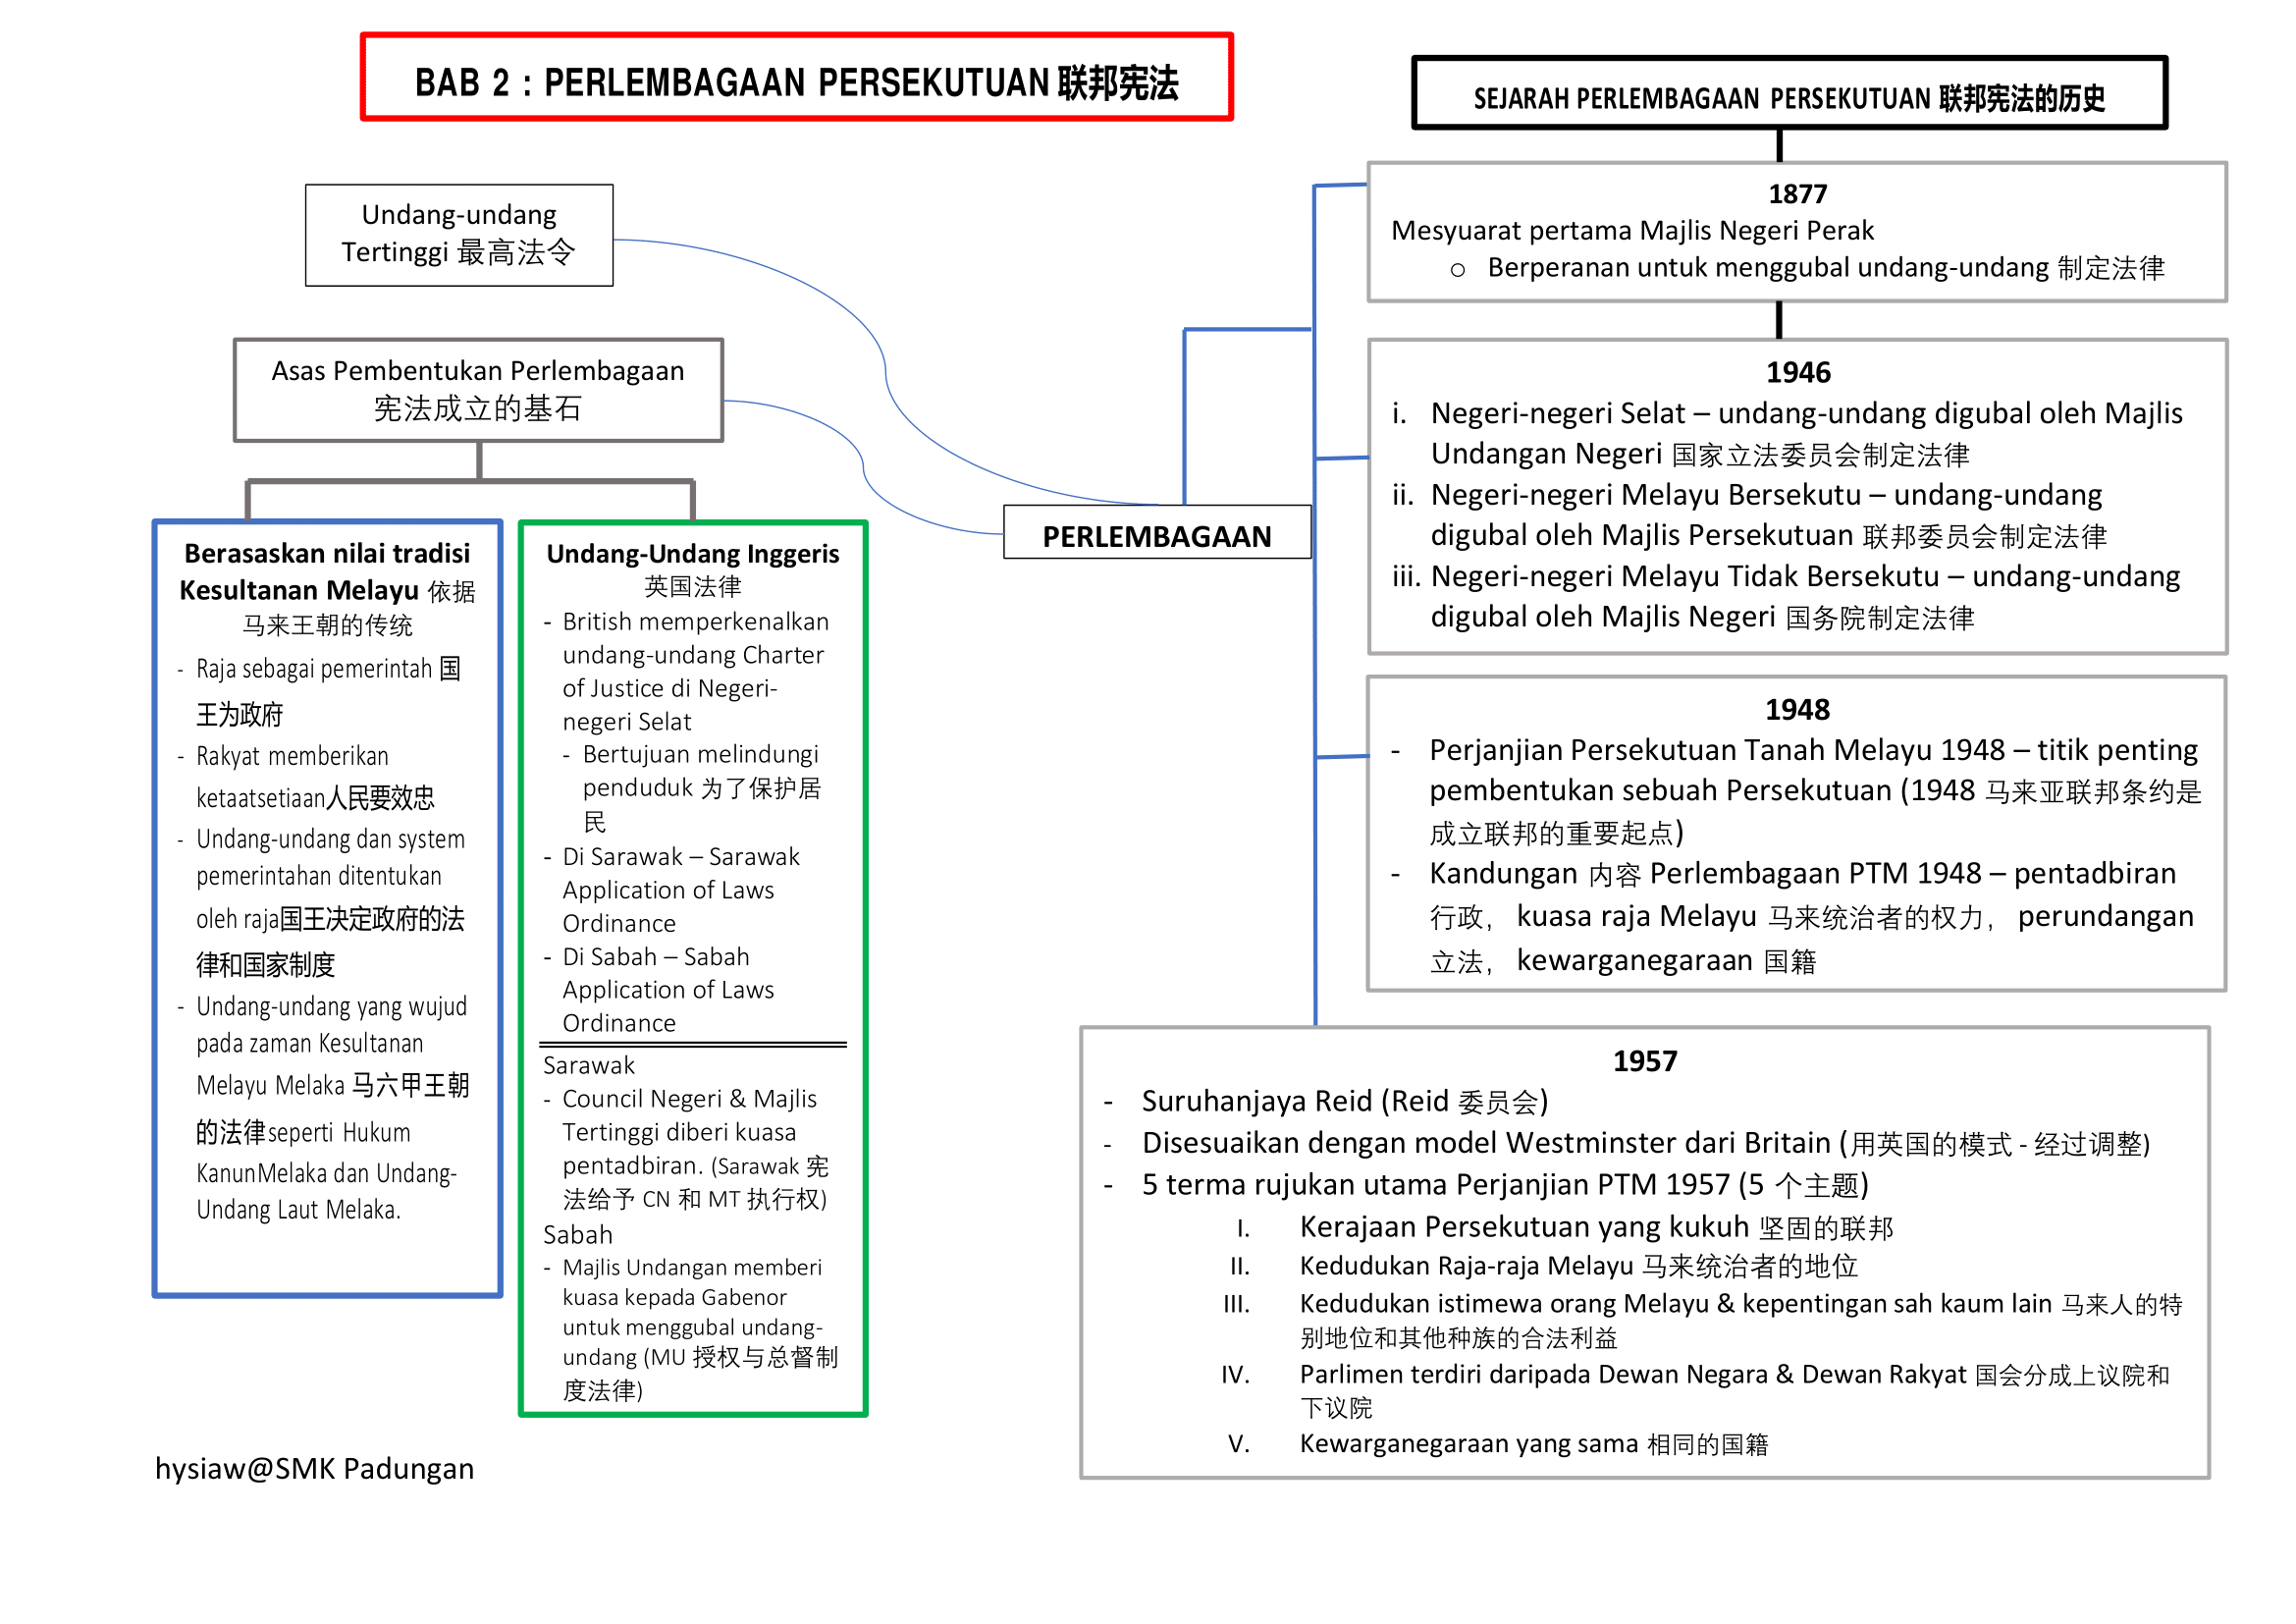 BAB 2 : PERLEMBAGAAN PERSEKUTUAN 联邦宪法
Undang-undang
Tertinggi 最高法令
Asas Pembentukan Perlembagaan
宪法成立的基石
Berasaskan nilai tradisi
Kesultanan Melayu 依据
马来王朝的传统
- Raja sebagai pemerintah 国
王为政府
- Rakyat memberikan
ketaatsetiaan人民要效忠
- Undang-undang dan system
pemerintahan ditentukan
oleh raja国王决定政府的法
律和国家制度
- Undang-undang yang wujud
pada zaman Kesultanan
Melayu Melaka 马六甲王朝
的法律seperti Hukum
KanunMelaka dan Undang-
Undang Laut Melaka.
Undang-Undang Inggeris
英国法律
- British memperkenalkan
undang-undang Charter
of Justice di Negeri-
negeri Selat
- Bertujuan melindungi
penduduk 为了保护居
民
- Di Sarawak – Sarawak
Application of Laws
Ordinance
- Di Sabah – Sabah
Application of Laws
Ordinance
Sarawak
- Council Negeri & Majlis
Tertinggi diberi kuasa
pentadbiran. (Sarawak 宪
法给予 CN 和 MT 执行权)
Sabah
- Majlis Undangan memberi
kuasa kepada Gabenor
untuk menggubal undang-
undang (MU 授权与总督制
度法律)
PERLEMBAGAAN
SEJARAH PERLEMBAGAAN PERSEKUTUAN 联邦宪法的历史
1877
Mesyuarat pertama Majlis Negeri Perak
o Berperanan untuk menggubal undang-undang 制定法律
1946
i. Negeri-negeri Selat – undang-undang digubal oleh Majlis
Undangan Negeri 国家立法委员会制定法律
ii. Negeri-negeri Melayu Bersekutu – undang-undang
digubal oleh Majlis Persekutuan 联邦委员会制定法律
iii. Negeri-negeri Melayu Tidak Bersekutu – undang-undang
digubal oleh Majlis Negeri 国务院制定法律
1948
- Perjanjian Persekutuan Tanah Melayu 1948 – titik penting
pembentukan sebuah Persekutuan (1948 马来亚联邦条约是
成立联邦的重要起点)
- Kandungan 内容 Perlembagaan PTM 1948 – pentadbiran
行政， kuasa raja Melayu 马来统治者的权力， perundangan
立法， kewarganegaraan 国籍
1957
- Suruhanjaya Reid (Reid 委员会)
- Disesuaikan dengan model Westminster dari Britain (用英国的模式 - 经过调整)
- 5 terma rujukan utama Perjanjian PTM 1957 (5 个主题)
I. Kerajaan Persekutuan yang kukuh 坚固的联邦
II. Kedudukan Raja-raja Melayu 马来统治者的地位
III. Kedudukan istimewa orang Melayu & kepentingan sah kaum lain 马来人的特
别地位和其他种族的合法利益
IV. Parlimen terdiri daripada Dewan Negara & Dewan Rakyat 国会分成上议院和
下议院
V. Kewarganegaraan yang sama 相同的国籍
hysiaw@SMK Padungan